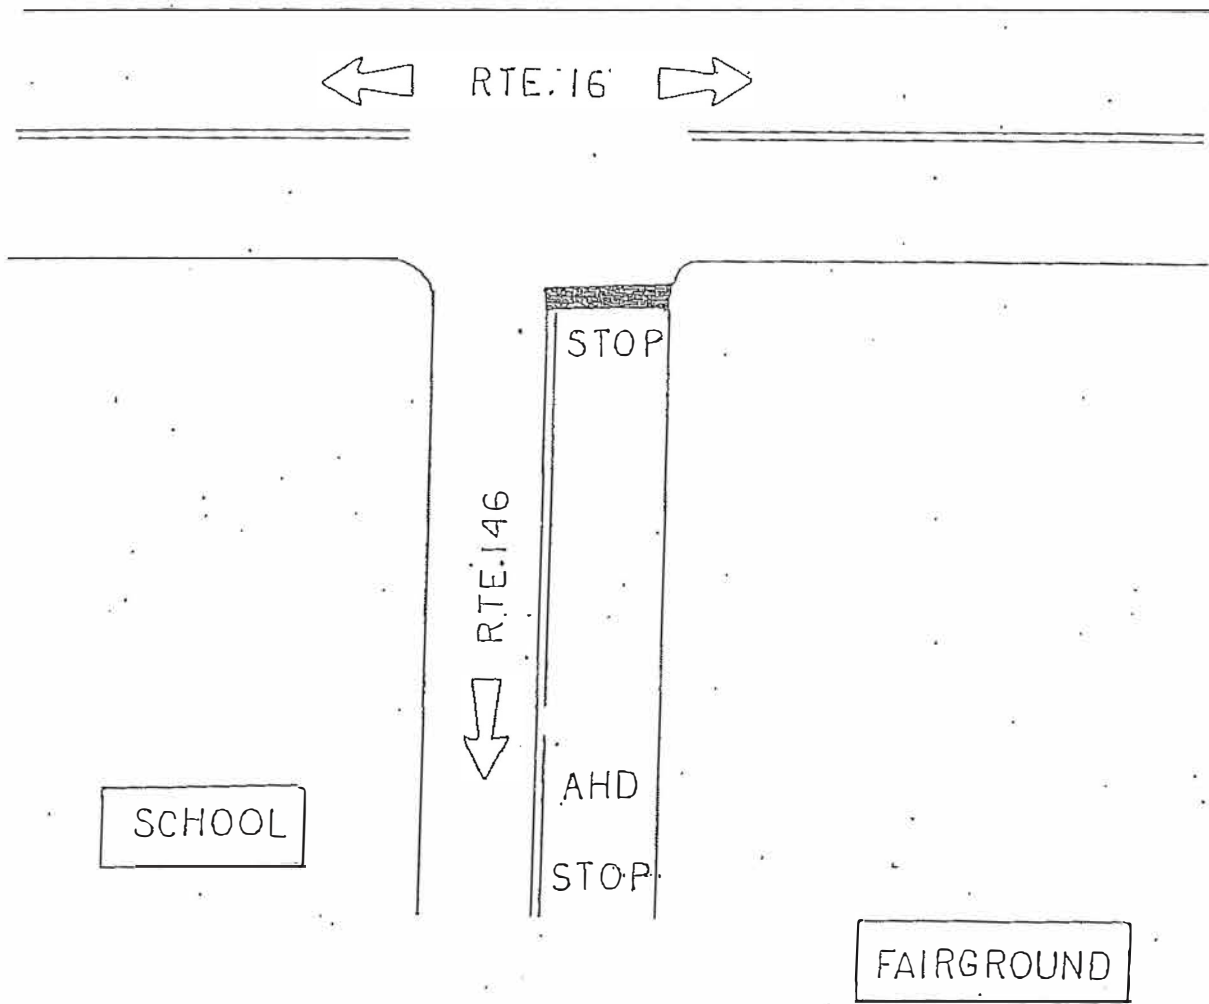 RTE. 16
STOP
RTE. 146
AHD
STOP
SCHOOL
FAIRGROUND